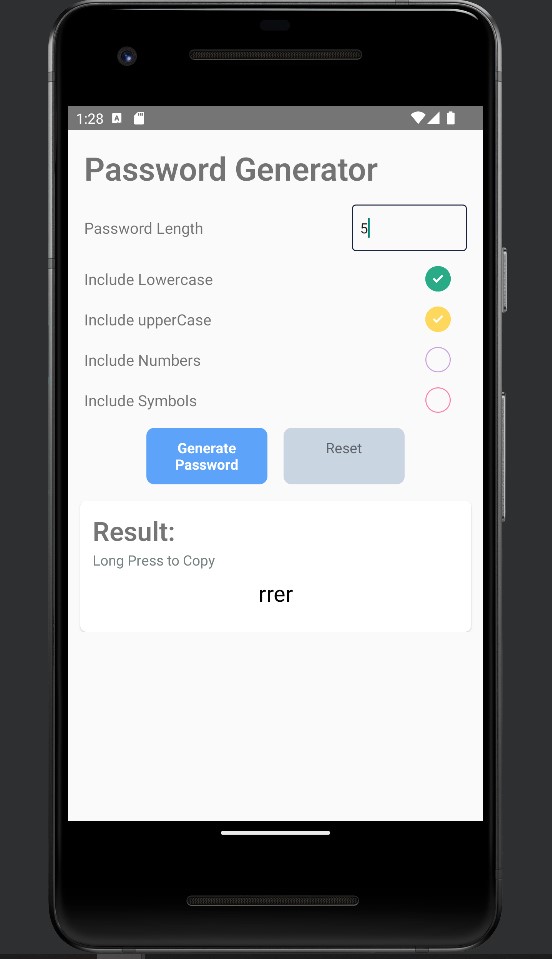 1:28
Password Generator
Password Length
5
Include Lowercase
Include upperCase
Include Numbers
Include Symbols
Generate
Password
Reset
Result:
Long Press to Copy
rrer